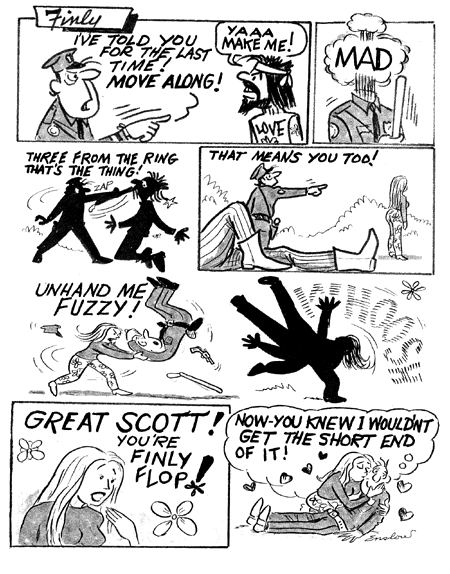 Finly
I'VE TOLD YOU
FOR THE LAST
TIME!
MOVE ALONG!
YAAA
MAKE ME!
LOVE
MAD
THREE FROM THE RING
THAT'S THE THING!
ZAP
THAT MEANS YOU TOO!
UNHAND ME
FUZZY!
WHOOSH
GREAT SCOTT!
YOU'RE
FINLY
FLOP!
NOW-YOU KNEW I WOULDN'T
GET THE SHORT END
OF IT!
Enslow